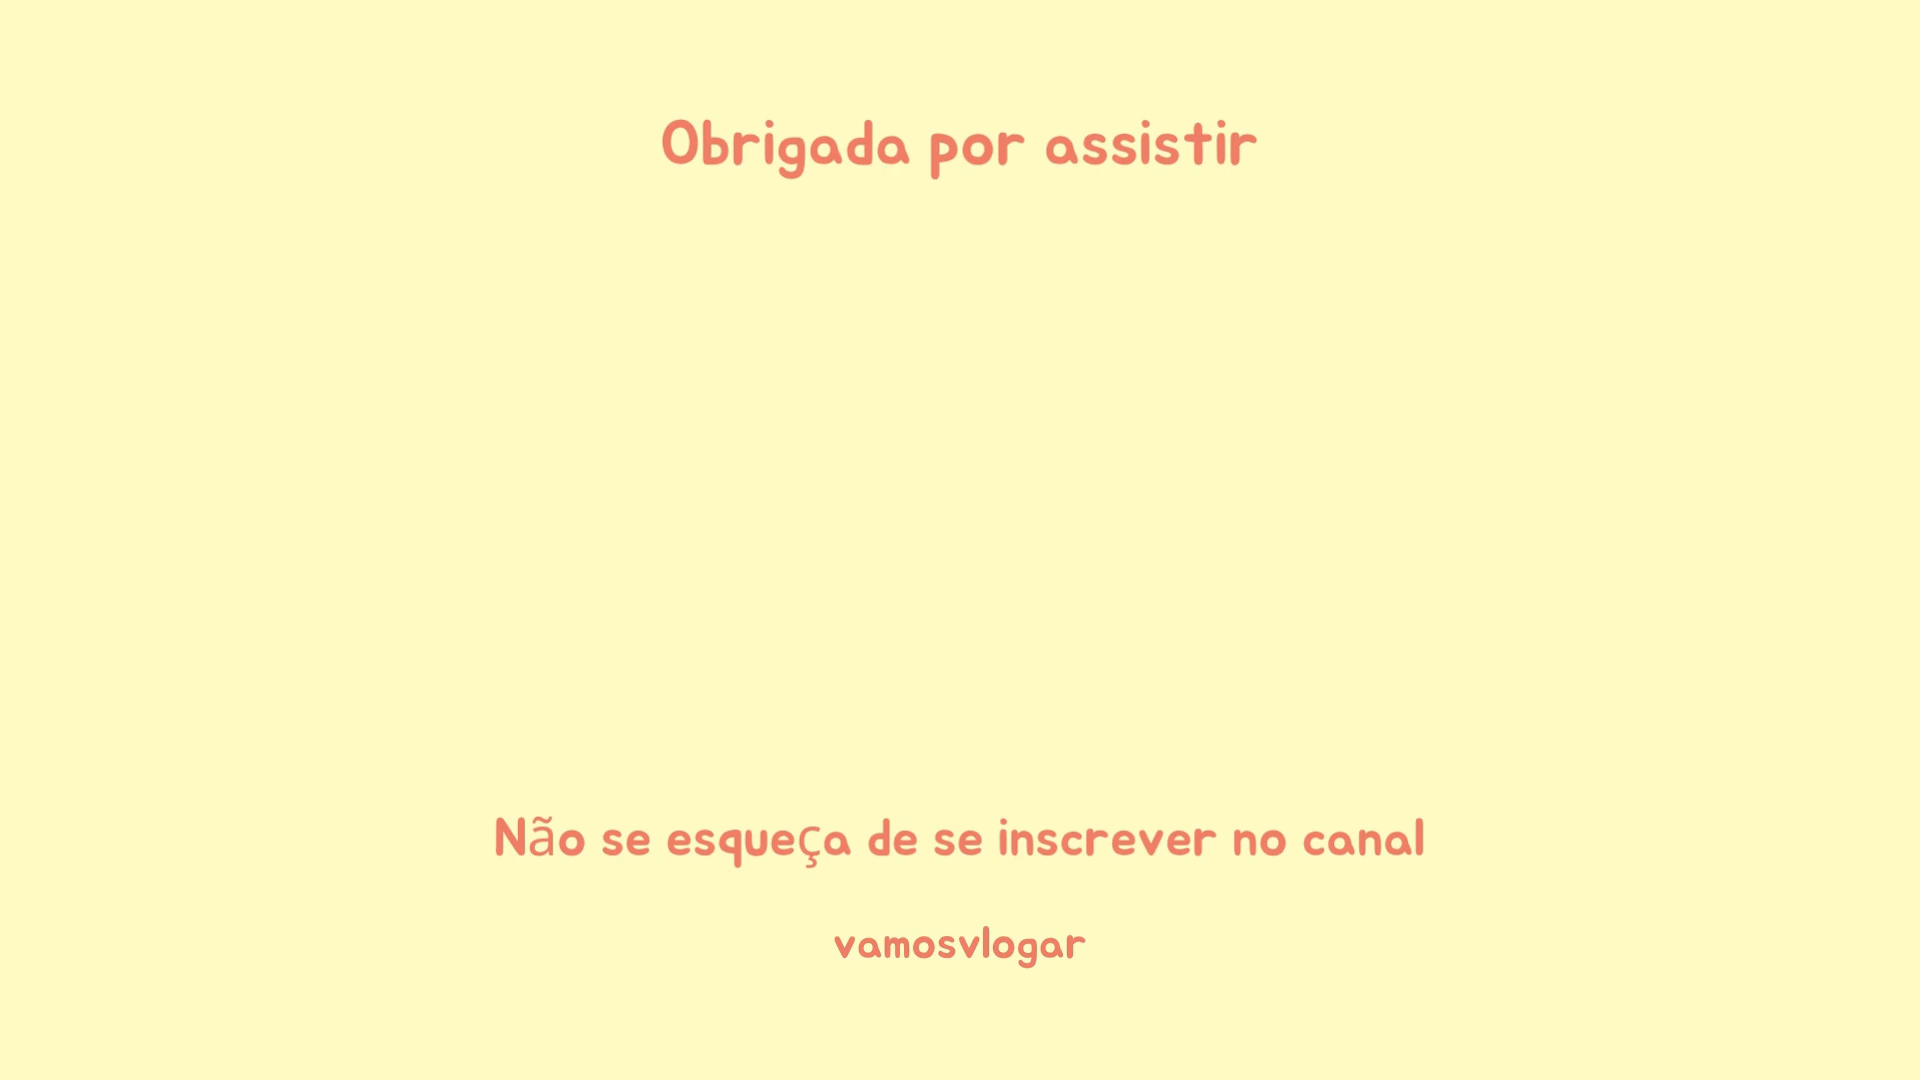 Obrigada por assistir
Não se esqueça de se inscrever no canal
vamosvlogar